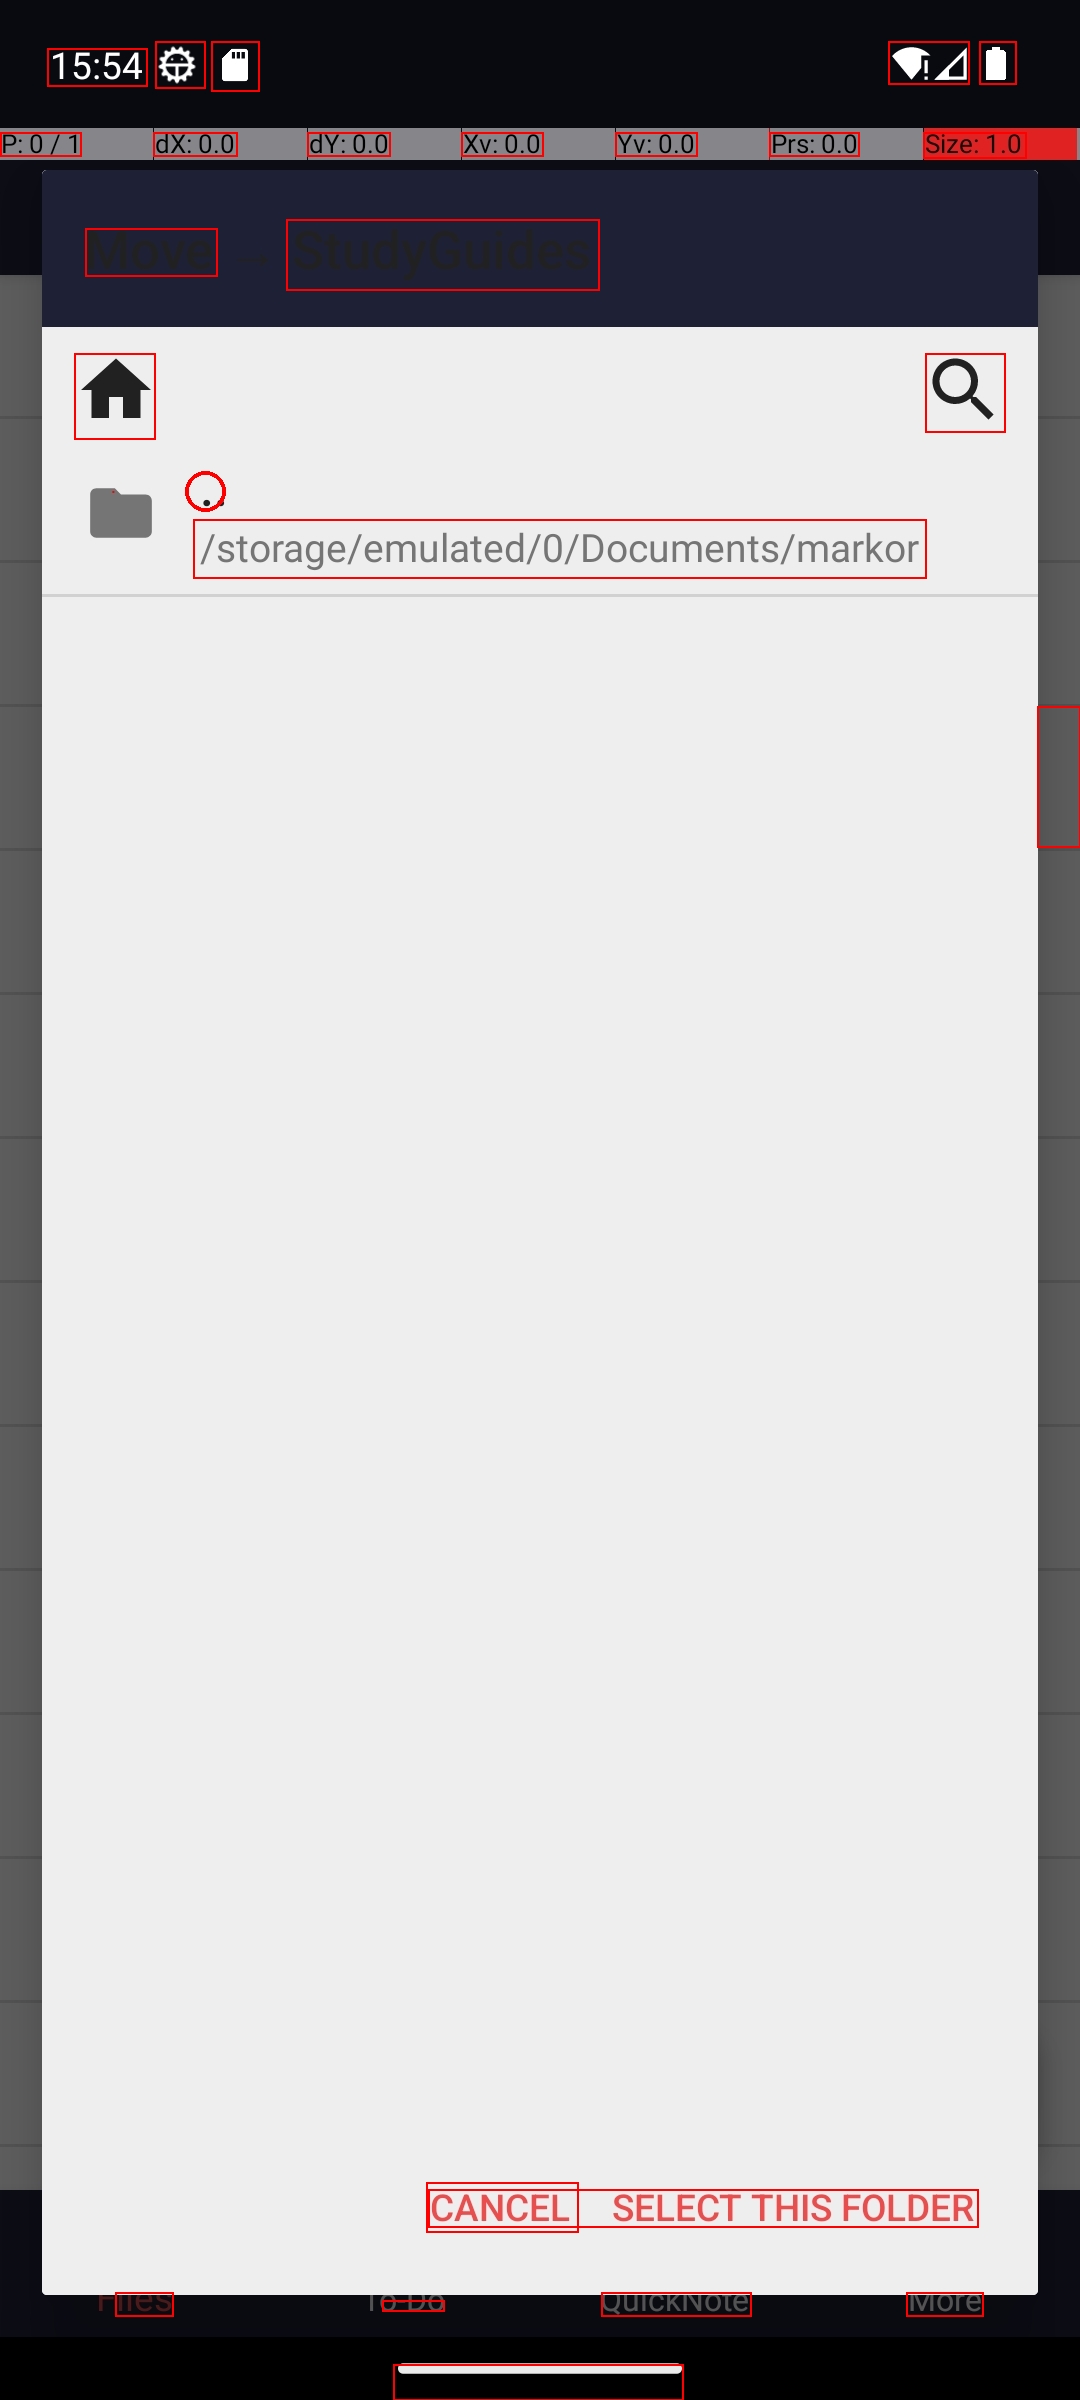 15:54
P: 0 / 1 dX: 0.0 dY: 0.0 Xv: 0.0 Yv: 0.0 Prs: 0.0 Size: 1.0
Move → StudyGuides
..
/storage/emulated/0/Documents/markor
CANCEL SELECT THIS FOLDER
Files To-Do QuickNote More